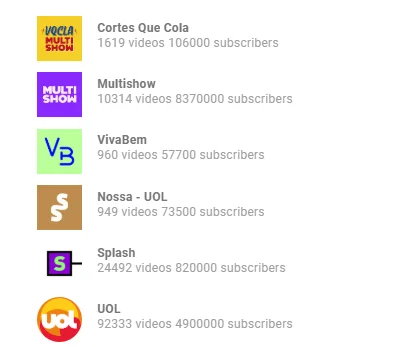 VQCLA
MULTI
SHOW
Cortes Que Cola
1619 videos 106000 subscribers
MULTI
SHOW
Multishow
10314 videos 8370000 subscribers
VB
VivaBem
960 videos 57700 subscribers
SS
Nossa - UOL
949 videos 73500 subscribers
S
Splash
24492 videos 820000 subscribers
UOL
UOL
92333 videos 4900000 subscribers